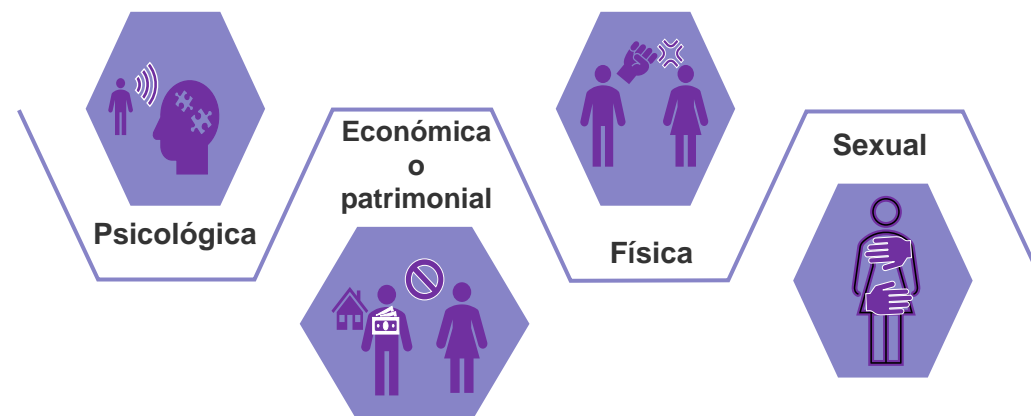 Psicológica
Económica
o
patrimonial
Física
Sexual